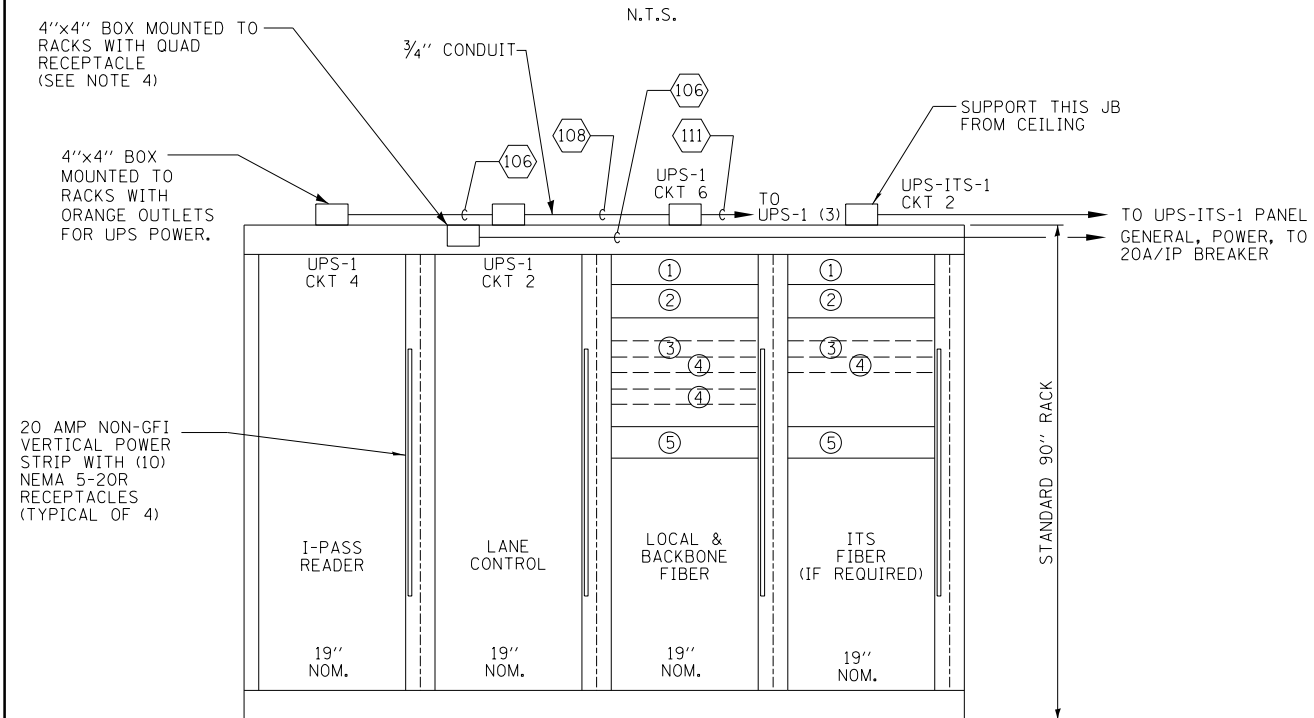 N.T.S.
4"x4" BOX MOUNTED TO
RACKS WITH QUAD
RECEPTACLE
(SEE NOTE 4)
3/4" CONDUIT
106
108
111
SUPPORT THIS JB
FROM CEILING
4"x4" BOX
MOUNTED TO
RACKS WITH
ORANGE OUTLETS
FOR UPS POWER.
106
UPS-1
CKT 6
TO
UPS-1 (3)
UPS-ITS-1
CKT 2
TO UPS-ITS-1 PANEL
GENERAL, POWER, TO
20A/IP BREAKER
UPS-1
CKT 4
UPS-1
CKT 2
1
2
3
4
4
5
1
2
3
4
5
20 AMP NON-GFI
VERTICAL POWER
STRIP WITH (10)
NEMA 5-20R
RECEPTACLES
(TYPICAL OF 4)
I-PASS
READER
LANE
CONTROL
LOCAL &
BACKBONE
FIBER
ITS
FIBER
(IF REQUIRED)
19"
NOM.
19"
NOM.
19"
NOM.
19"
NOM.
STANDARD 90" RACK